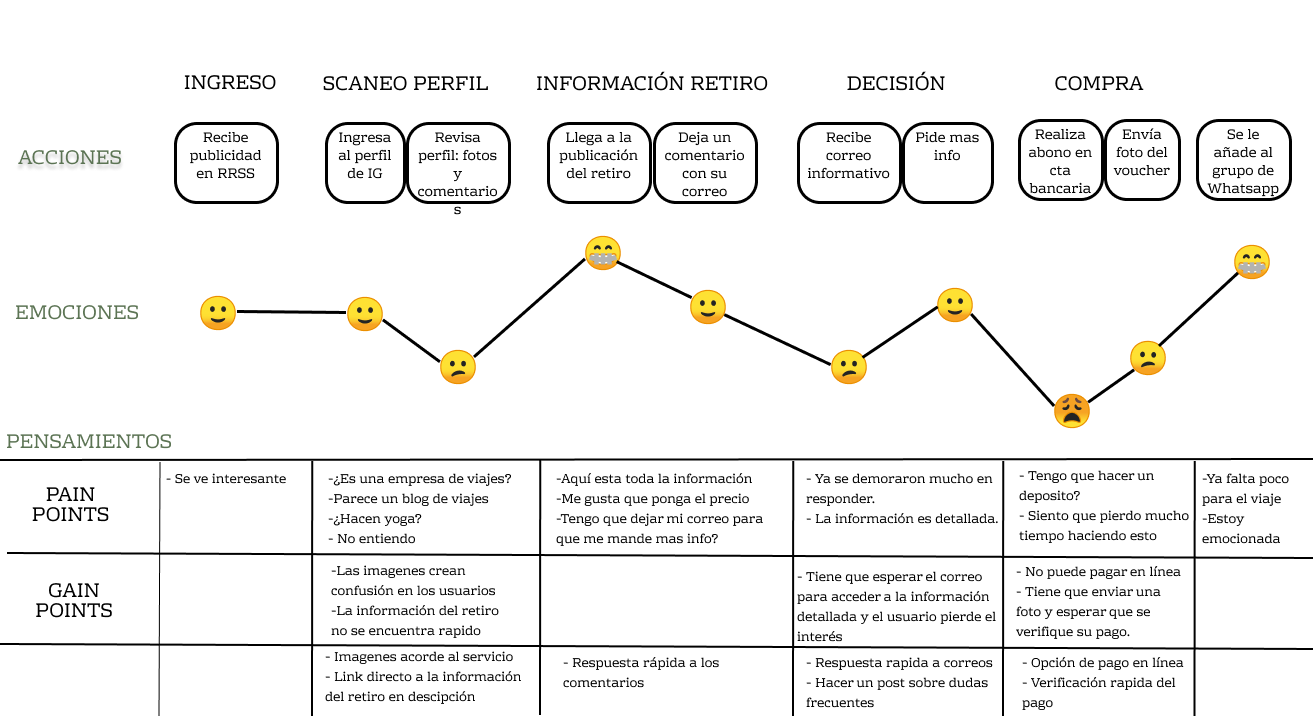 INGRESO
SCANEO PERFIL
INFORMACIÓN RETIRO
DECISIÓN
COMPRA
ACCIONES
Recibe
publicidad
en RRSS
Ingresa
al perfil
de IG
Revisa
perfil: fotos
y
comentario
s
Llega a la
publicación
del retiro
Deja un
comentario
con su
correo
Recibe
correo
informativo
Pide mas
info
Realiza
abono en
cta
bancaria
Envía
foto del
voucher
Se le
añade al
grupo de
Whatsapp
EMOCIONES
PENSAMIENTOS
PAIN
POINTS
- Se ve interesante
-¿Es una empresa de viajes?
-Parece un blog de viajes
-¿Hacen yoga?
- No entiendo
-Aquí esta toda la información
-Me gusta que ponga el precio
-Tengo que dejar mi correo para
que me mande mas info?
- Ya se demoraron mucho en
responder.
- La información es detallada.
- Tengo que hacer un
deposito?
- Siento que pierdo mucho
tiempo haciendo esto
-Ya falta poco
para el viaje
-Estoy
emocionada
GAIN
POINTS
-Las imagenes crean
confusión en los usuarios
-La información del retiro
no se encuentra rapido
- Tiene que esperar el correo
para acceder a la información
detallada y el usuario pierde el
interés
- No puede pagar en línea
- Tiene que enviar una
foto y esperar que se
verifique su pago.
- Imagenes acorde al servicio
- Link directo a la información
del retiro en descipción
- Respuesta rápida a los
comentarios
- Respuesta rapida a correos
- Hacer un post sobre dudas
frecuentes
- Opción de pago en línea
- Verificación rapida del
pago